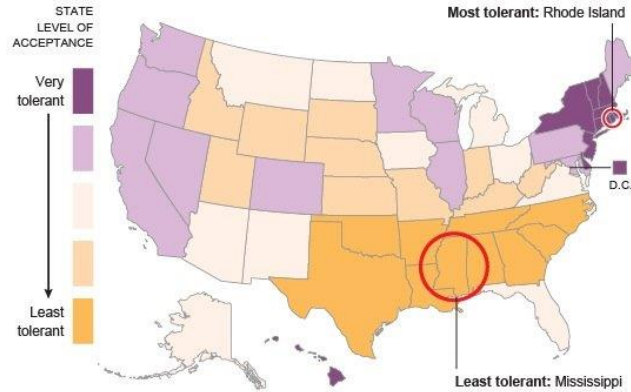 STATE
LEVEL OF
ACCEPTANCE
Very
tolerant
Least
tolerant
Most tolerant: Rhode Island
D.C.
Least tolerant: Mississippi